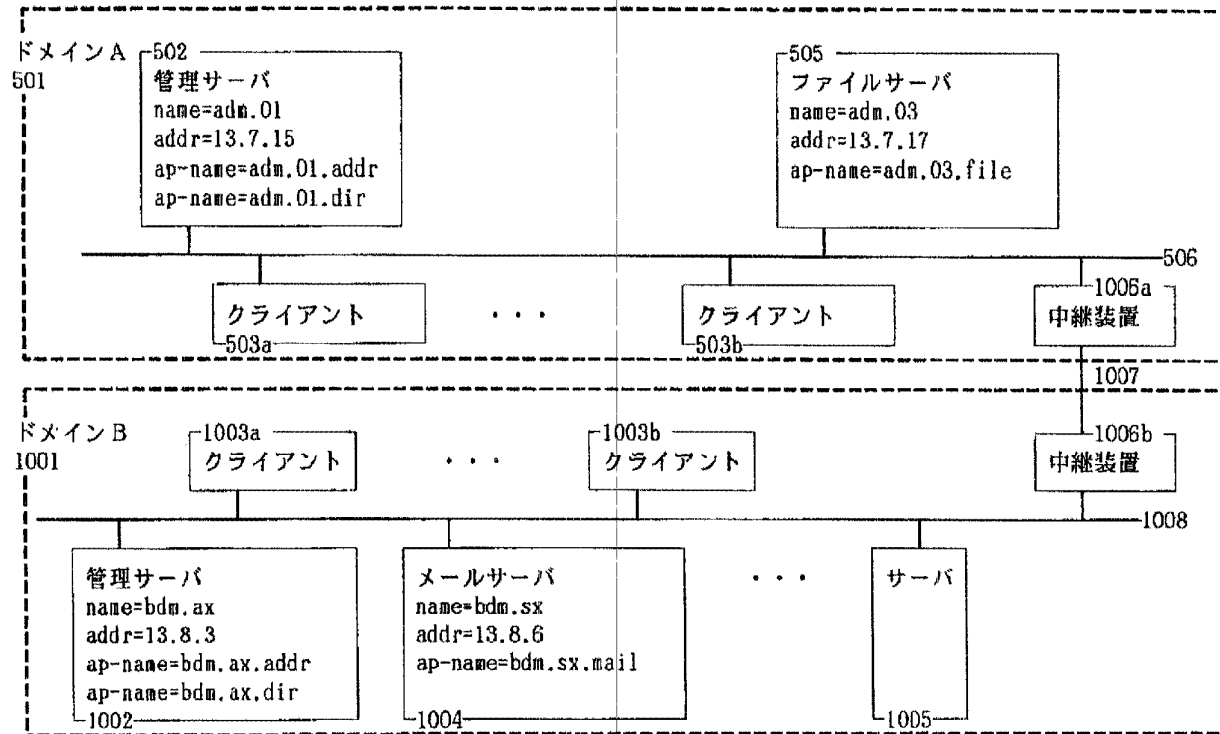 ドメインA
501
502
管理サーバ
name=adm.01
addr=13.7.15
ap-name=adm.01.addr
ap-name=adm.01.dir
505
ファイルサーバ
name=adm.03
addr=13.7.17
ap-name=adm.03.file
506
クライアント
503a
・・・
クライアント
503b
1006a
中継装置
1007
ドメインB
1001
1003a
クライアント
・・・
1003b
クライアント
1006b
中継装置
1008
管理サーバ
name=bdm.ax
addr=13.8.3
ap-name=bdm.ax.addr
ap-name=bdm.ax.dir
1002
メールサーバ
name=bdm.sx
addr=13.8.6
ap-name=bdm.sx.mail
1004
・・・
サーバ
1005